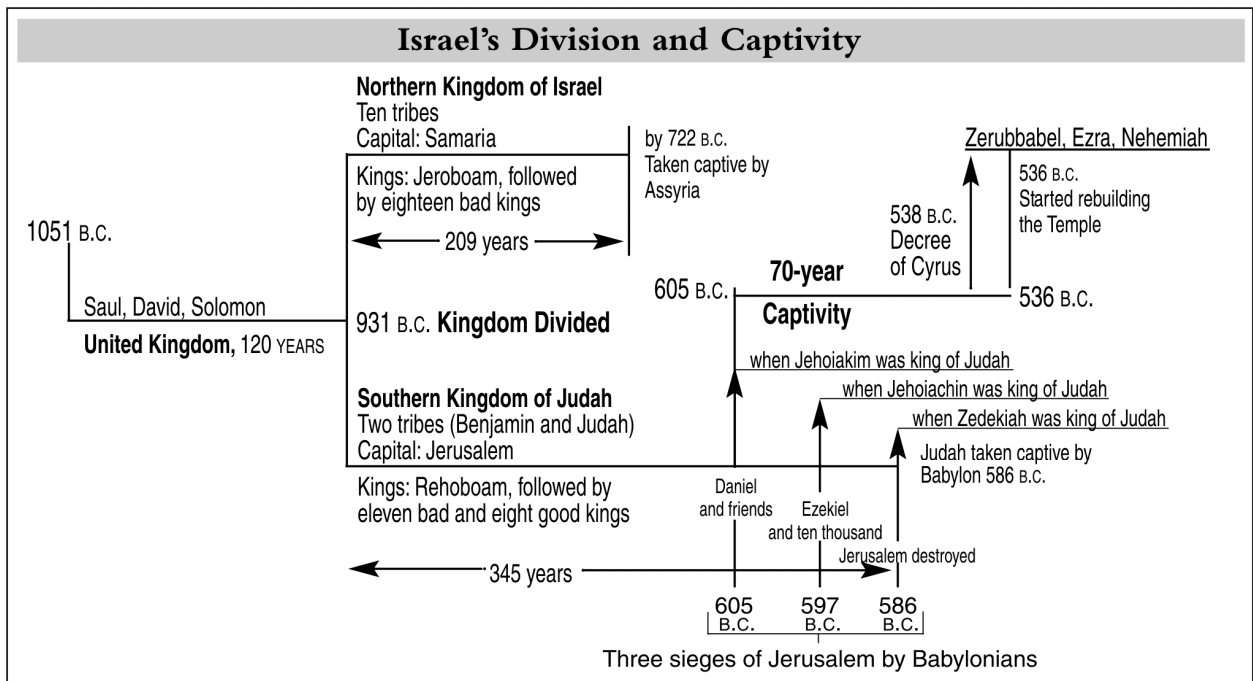 Israel's Division and Captivity
Northern Kingdom of Israel
Ten tribes
Capital: Samaria
Kings: Jeroboam, followed
by eighteen bad kings
209 years
by 722 B.C.
Taken captive by
Assyria
Zerubbabel, Ezra, Nehemiah
536 B.C.
Started rebuilding
the Temple
538 B.C.
Decree
of Cyrus
1051 B.C.
Saul, David, Solomon
United Kingdom, 120 YEARS
931 B.C. Kingdom Divided
605 B.C.
70-year
Captivity
536 B.C.
when Jehoiakim was king of Judah
when Jehoiachin was king of Judah
when Zedekiah was king of Judah
Southern Kingdom of Judah
Two tribes (Benjamin and Judah)
Capital: Jerusalem
Kings: Rehoboam, followed by
eleven bad and eight good kings
345 years
Judah taken captive by
Babylon 586 B.C.
Daniel
and friends
Ezekiel
and ten thousand
Jerusalem destroyed
605
B.C.
597
B.C.
586
B.C.
Three sieges of Jerusalem by Babylonians